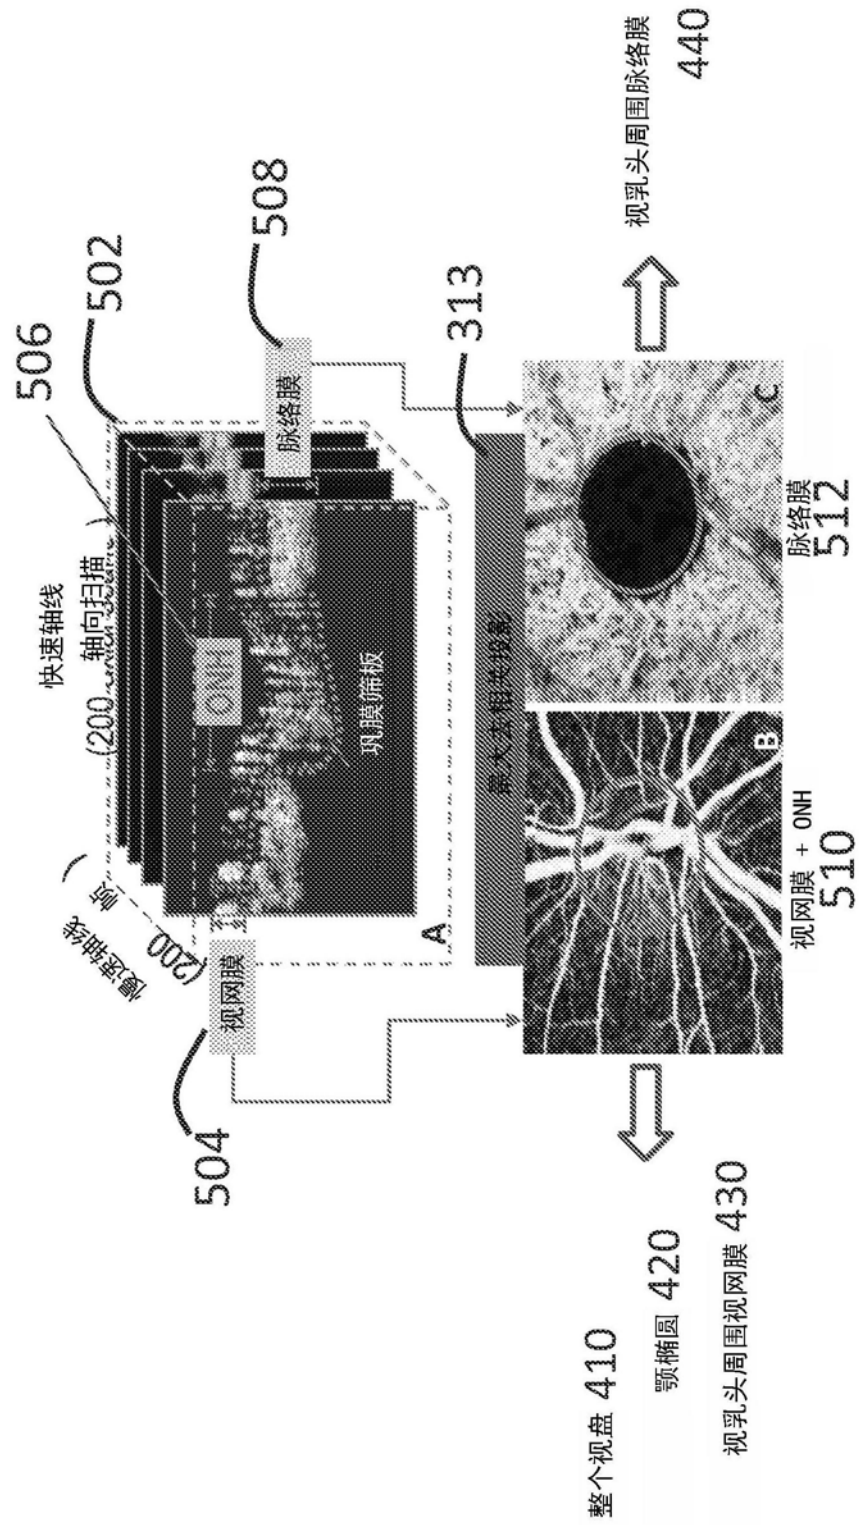 506
502
508
快速轴线
轴向扫描
(200
)
慢速轴线
(200 帧 )
504
视网膜
ONH
脉络膜
巩膜筛板
A
313
最大去相关投影
B
C
视网膜 + ONH
510
脉络膜
512
整个视盘 410
颞椭圆 420
视乳头周围视网膜 430
视乳头周围脉络膜
440